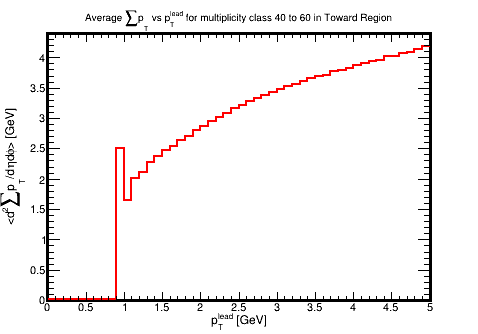 Average ∑p_T vs p_T^lead for multiplicity class 40 to 60 in Toward Region
<d²∑p_T/dηdϕ> [GeV]
4
3.5
3
2.5
2
1.5
1
0.5
0
0 0.5 1 1.5 2 2.5 3 3.5 4 4.5 5
p_T^lead [GeV]